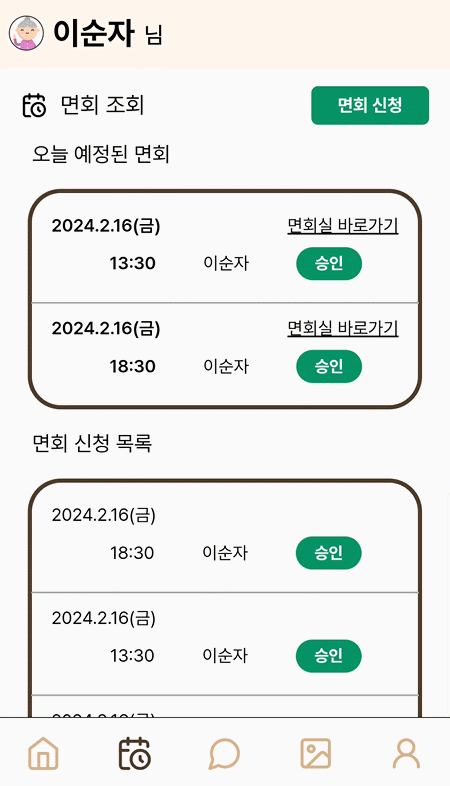 이순자 님
면회 조회
면회 신청
오늘 예정된 면회
2024.2.16(금) 면회실 바로가기
13:30 이순자 승인
2024.2.16(금) 면회실 바로가기
18:30 이순자 승인
면회 신청 목록
2024.2.16(금)
18:30 이순자 승인
2024.2.16(금)
13:30 이순자 승인